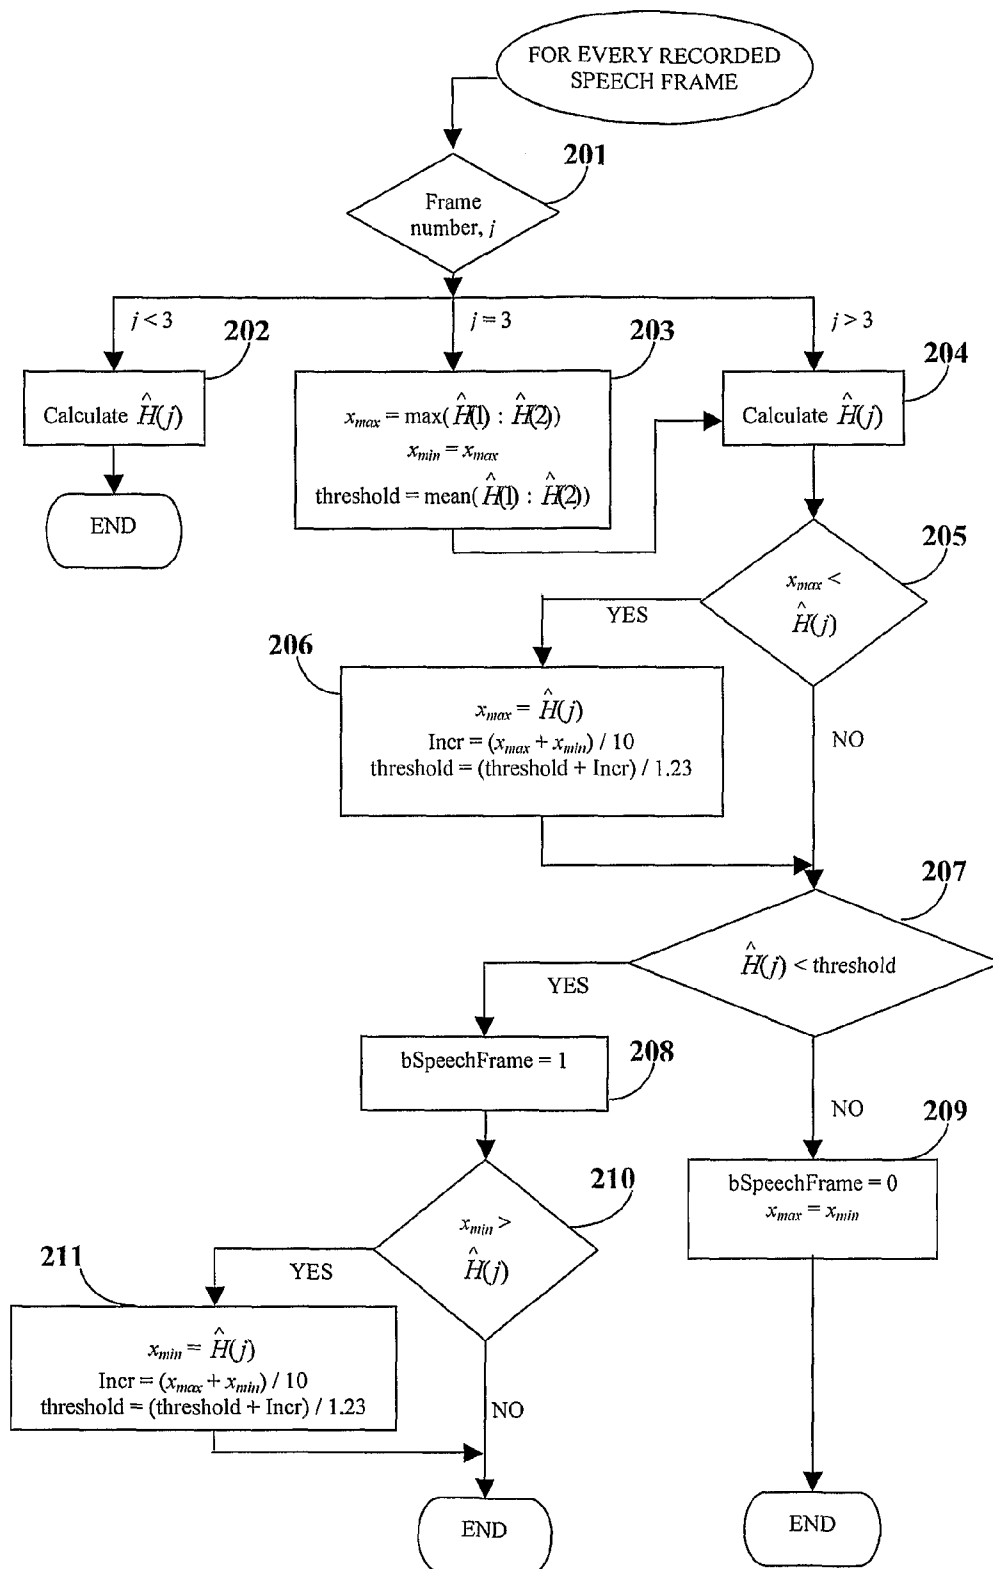 FOR EVERY RECORDED
SPEECH FRAME
201
Frame
number, j
j < 3
j = 3
j > 3
202
203
204
Calculate Ĥ(j)
x_max = max(Ĥ(1) : Ĥ(2))
x_min = x_max
threshold = mean(Ĥ(1) : Ĥ(2))
Calculate Ĥ(j)
END
205
x_max <
Ĥ(j)
YES
NO
206
x_max = Ĥ(j)
Incr = (x_max + x_min) / 10
threshold = (threshold + Incr) / 1.23
207
Ĥ(j) < threshold
YES
NO
208
bSpeechFrame = 1
209
bSpeechFrame = 0
x_max = x_min
210
x_min >
Ĥ(j)
YES
NO
211
x_min = Ĥ(j)
Incr = (x_max + x_min) / 10
threshold = (threshold + Incr) / 1.23
END
END